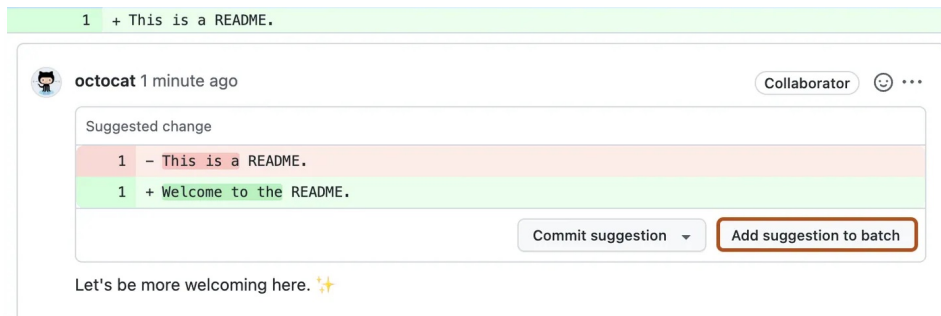 1 + This is a README.
octocat 1 minute ago Collaborator
Suggested change
1 - This is a README.
1 + Welcome to the README.
Commit suggestion Add suggestion to batch
Let's be more welcoming here. ✨